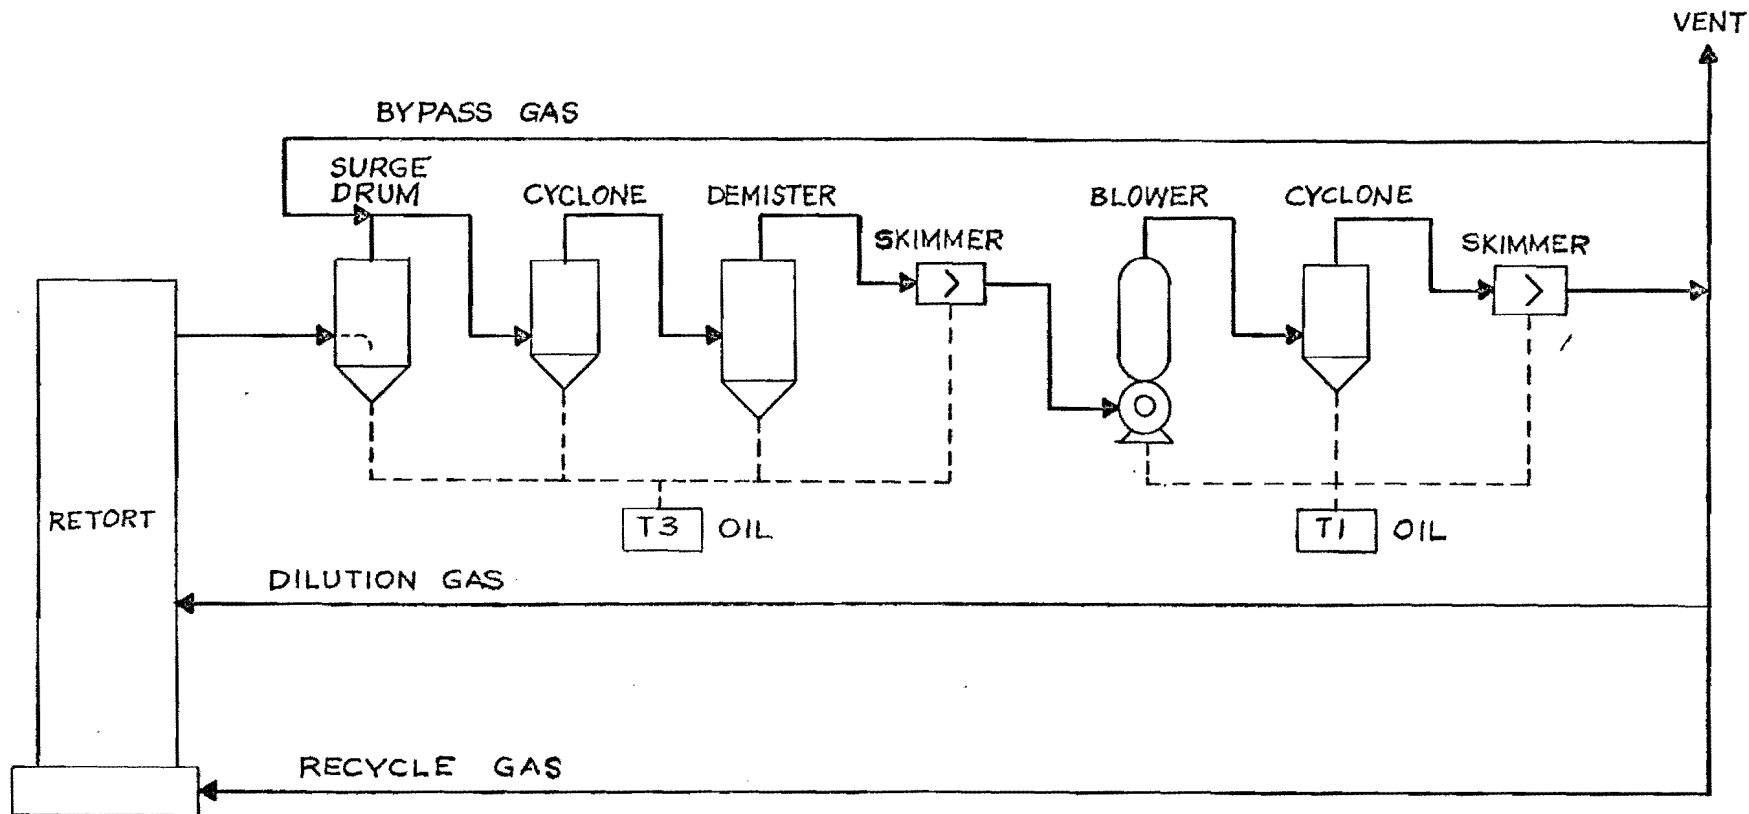 VENT
BYPASS GAS
SURGE
DRUM
CYCLONE
DEMISTER
SKIMMER
BLOWER
CYCLONE
SKIMMER
RETORT
T3 OIL
T1 OIL
DILUTION GAS
RECYCLE GAS